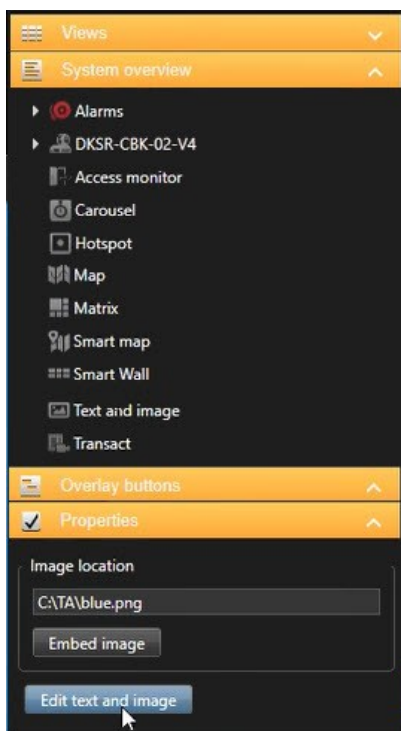 Views
System overview
Alarms
DKSR-CBK-02-V4
Access monitor
Carousel
Hotspot
Map
Matrix
Smart map
Smart Wall
Text and image
Transact
Overlay buttons
Properties
Image location
C:\TA\blue.png
Embed image
Edit text and image